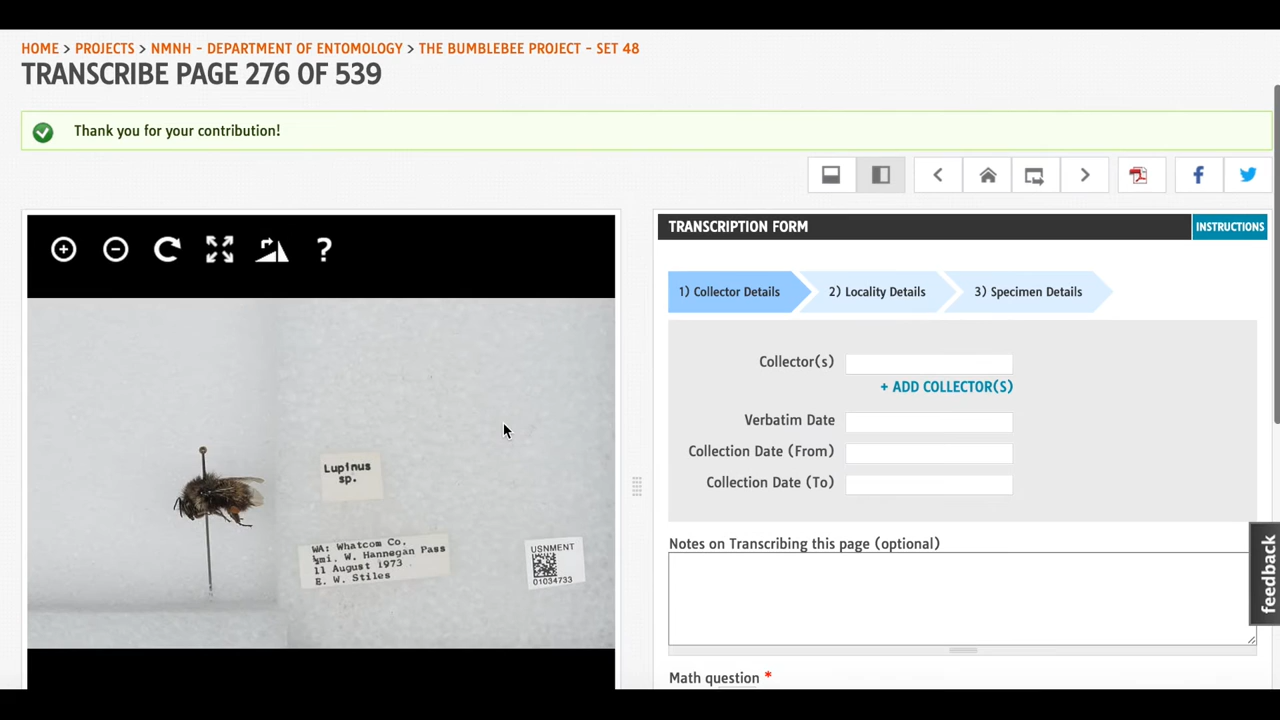 HOME > PROJECTS > NMNH - DEPARTMENT OF ENTOMOLOGY > THE BUMBLEBEE PROJECT - SET 48
TRANSCRIBE PAGE 276 OF 539
Thank you for your contribution!
?
TRANSCRIPTION FORM
INSTRUCTIONS
1) Collector Details
2) Locality Details
3) Specimen Details
Collector(s)
+ ADD COLLECTOR(S)
Verbatim Date
Collection Date (From)
Collection Date (To)
Notes on Transcribing this page (optional)
Math question *
feedback
Lupinus
sp.
WA: Whatcom Co.
½mi. W. Hannegan Pass
11 August 1973
E. W. Stiles
USNMENT
01034733